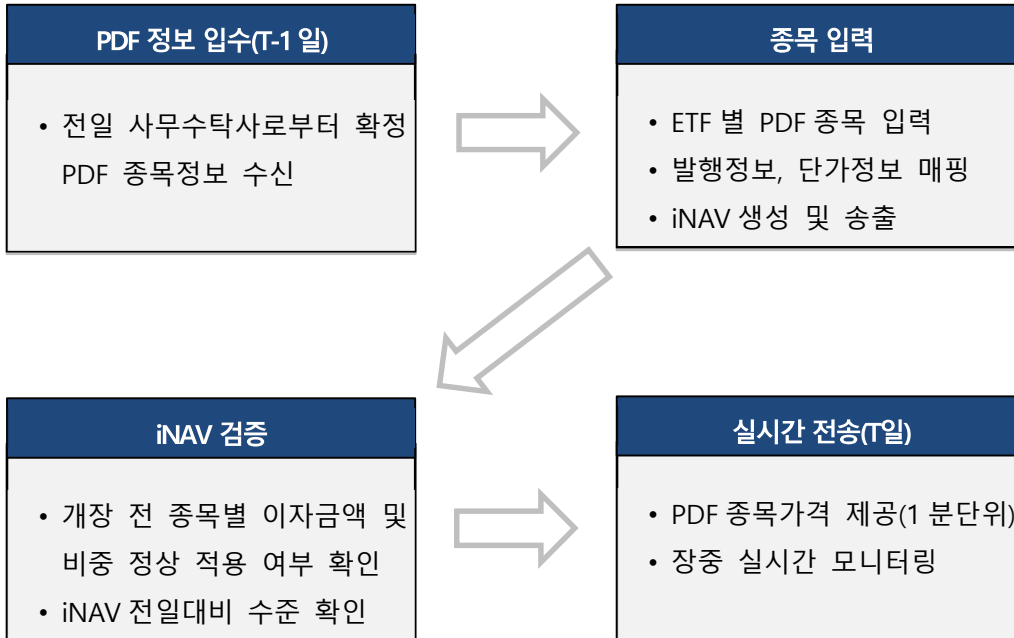 PDF 정보 입수(T-1 일)
• 전일 사무수탁사로부터 확정
PDF 종목정보 수신
종목 입력
• ETF 별 PDF 종목 입력
• 발행정보, 단가정보 매핑
• iNAV 생성 및 송출
iNAV 검증
• 개장 전 종목별 이자금액 및
비중 정상 적용 여부 확인
• iNAV 전일대비 수준 확인
실시간 전송(T일)
• PDF 종목가격 제공(1 분단위)
• 장중 실시간 모니터링